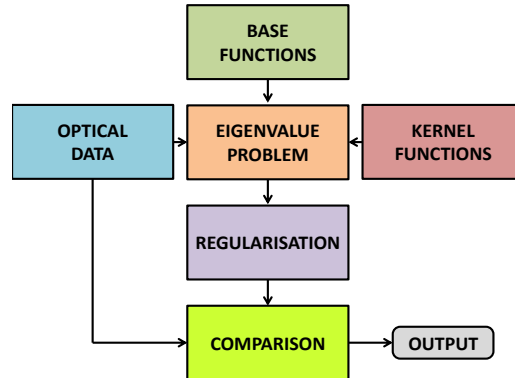 BASE
FUNCTIONS
OPTICAL
DATA
EIGENVALUE
PROBLEM
KERNEL
FUNCTIONS
REGULARISATION
COMPARISON
OUTPUT